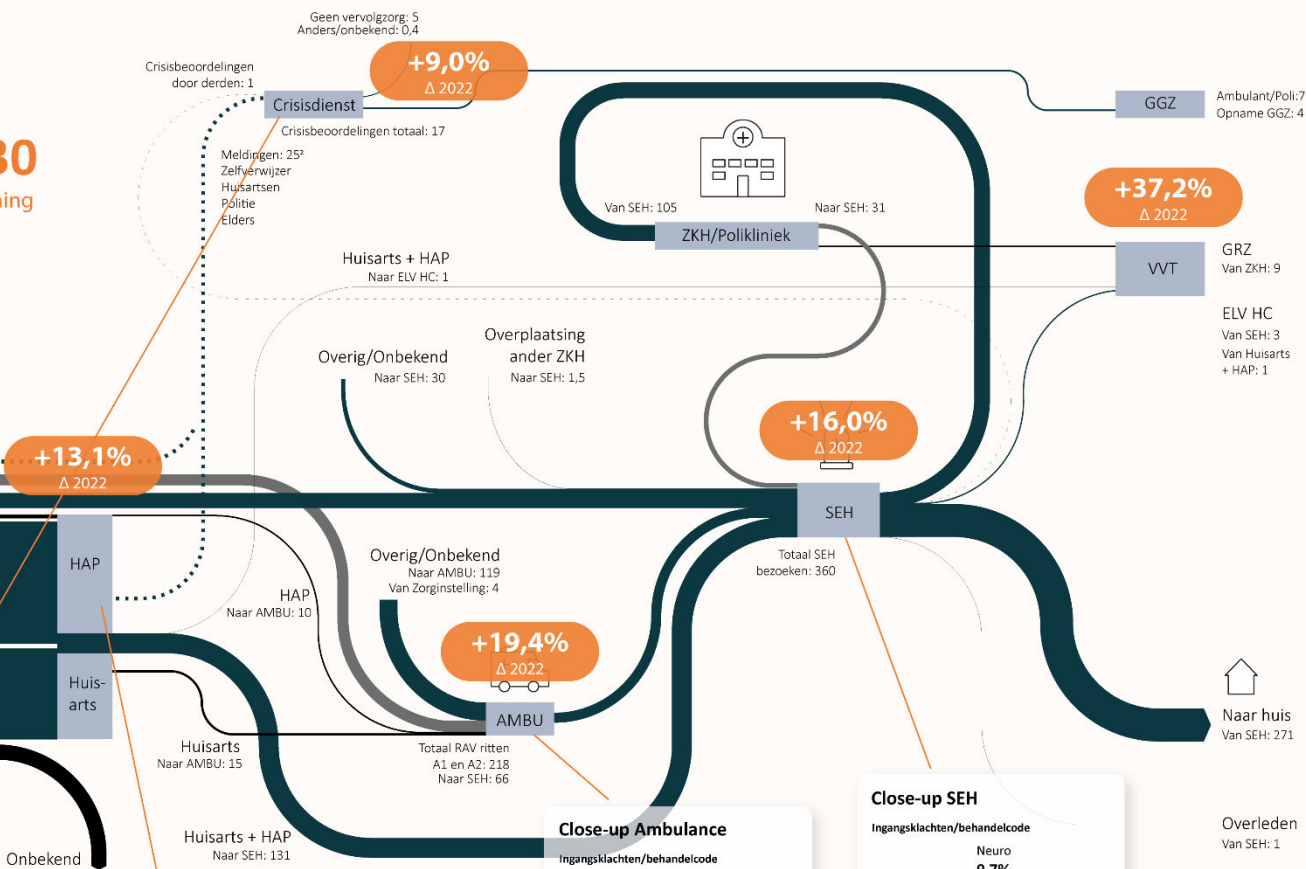 Geen vervolgzorg: 5
Anders/onbekend: 0,4
+9,0%
Δ 2022
Crisisbeoordelingen
door derden: 1
Crisisdienst
Crisisbeoordelingen totaal: 17
Meldingen: 25²
Zelfverwijzer
Huisartsen
Politie
Elders
GGZ
Ambulant/Poli:7
Opname GGZ: 4
30
ning
+37,2%
Δ 2022
Van SEH: 105
Naar SEH: 31
ZKH/Polikliniek
VVT
GRZ
Van ZKH: 9
ELV HC
Van SEH: 3
Van Huisarts
+ HAP: 1
Huisarts + HAP
Naar ELV HC: 1
Overig/Onbekend
Naar SEH: 30
Overplaatsing
ander ZKH
Naar SEH: 1,5
+16,0%
Δ 2022
+13,1%
Δ 2022
SEH
Totaal SEH
bezoeken: 360
HAP
HAP
Naar AMBU: 10
Overig/Onbekend
Naar AMBU: 119
Van Zorginstelling: 4
+19,4%
Δ 2022
Huis-
arts
AMBU
Huisarts
Naar AMBU: 15
Totaal RAV ritten
A1 en A2: 218
Naar SEH: 66
Naar huis
Van SEH: 271
Huisarts + HAP
Naar SEH: 131
Onbekend
Close-up Ambulance
Ingangsklachten/behandelcode
Close-up SEH
Ingangsklachten/behandelcode
Neuro
9,7%
Overleden
Van SEH: 1